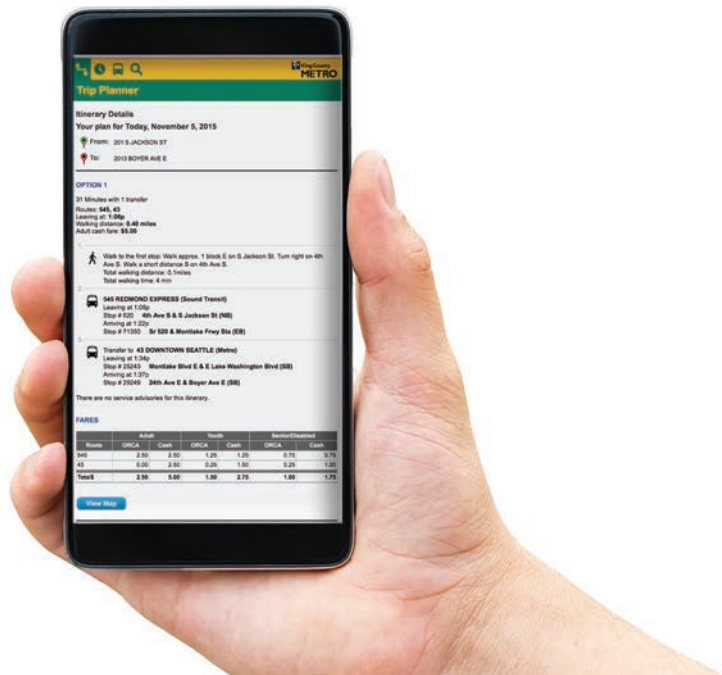 King County
METRO
Trip Planner
Itinerary Details
Your plan for Today, November 5, 2015
From: 201 S JACKSON ST
To: 2013 BOYER AVE E
OPTION 1
31 Minutes with 1 transfer
Routes: 545, 43
Leaving at: 1:06p
Walking distance: 0.40 miles
Adult cash fare: $5.00
1
Walk to the first stop: Walk approx. 1 block E on S Jackson St. Turn right on 4th
Ave S. Walk a short distance S on 4th Ave S.
Total walking distance: 0.1miles
Total walking time: 4 min
2
545 REDMOND EXPRESS (Sound Transit)
Leaving at
Stop # 620 4th Ave S & S Jackson St (NB)
Arriving at 1:22p
Stop # 71350 Sr 520 & Montlake Frwy Sta (EB)
3
Transfer to 43 DOWNTOWN SEATTLE (Metro)
Leaving at 1:34p
Stop # 25243 Montlake Blvd E & E Lake Washington Blvd (SB)
Arriving at 1:37p
Stop # 25249 24th Ave E & Boyer Ave E (SB)
There are no service advisories for this itinerary.
FARES
Adult Youth Senior/Disabled
Route ORCA Cash ORCA Cash ORCA Cash
545 2.50 2.50 1.25 1.25 0.75 0.75
43 0.00 2.50 0.25 1.50 0.25 1.00
Total$ 2.50 5.00 1.50 2.75 1.00 1.75
View Map